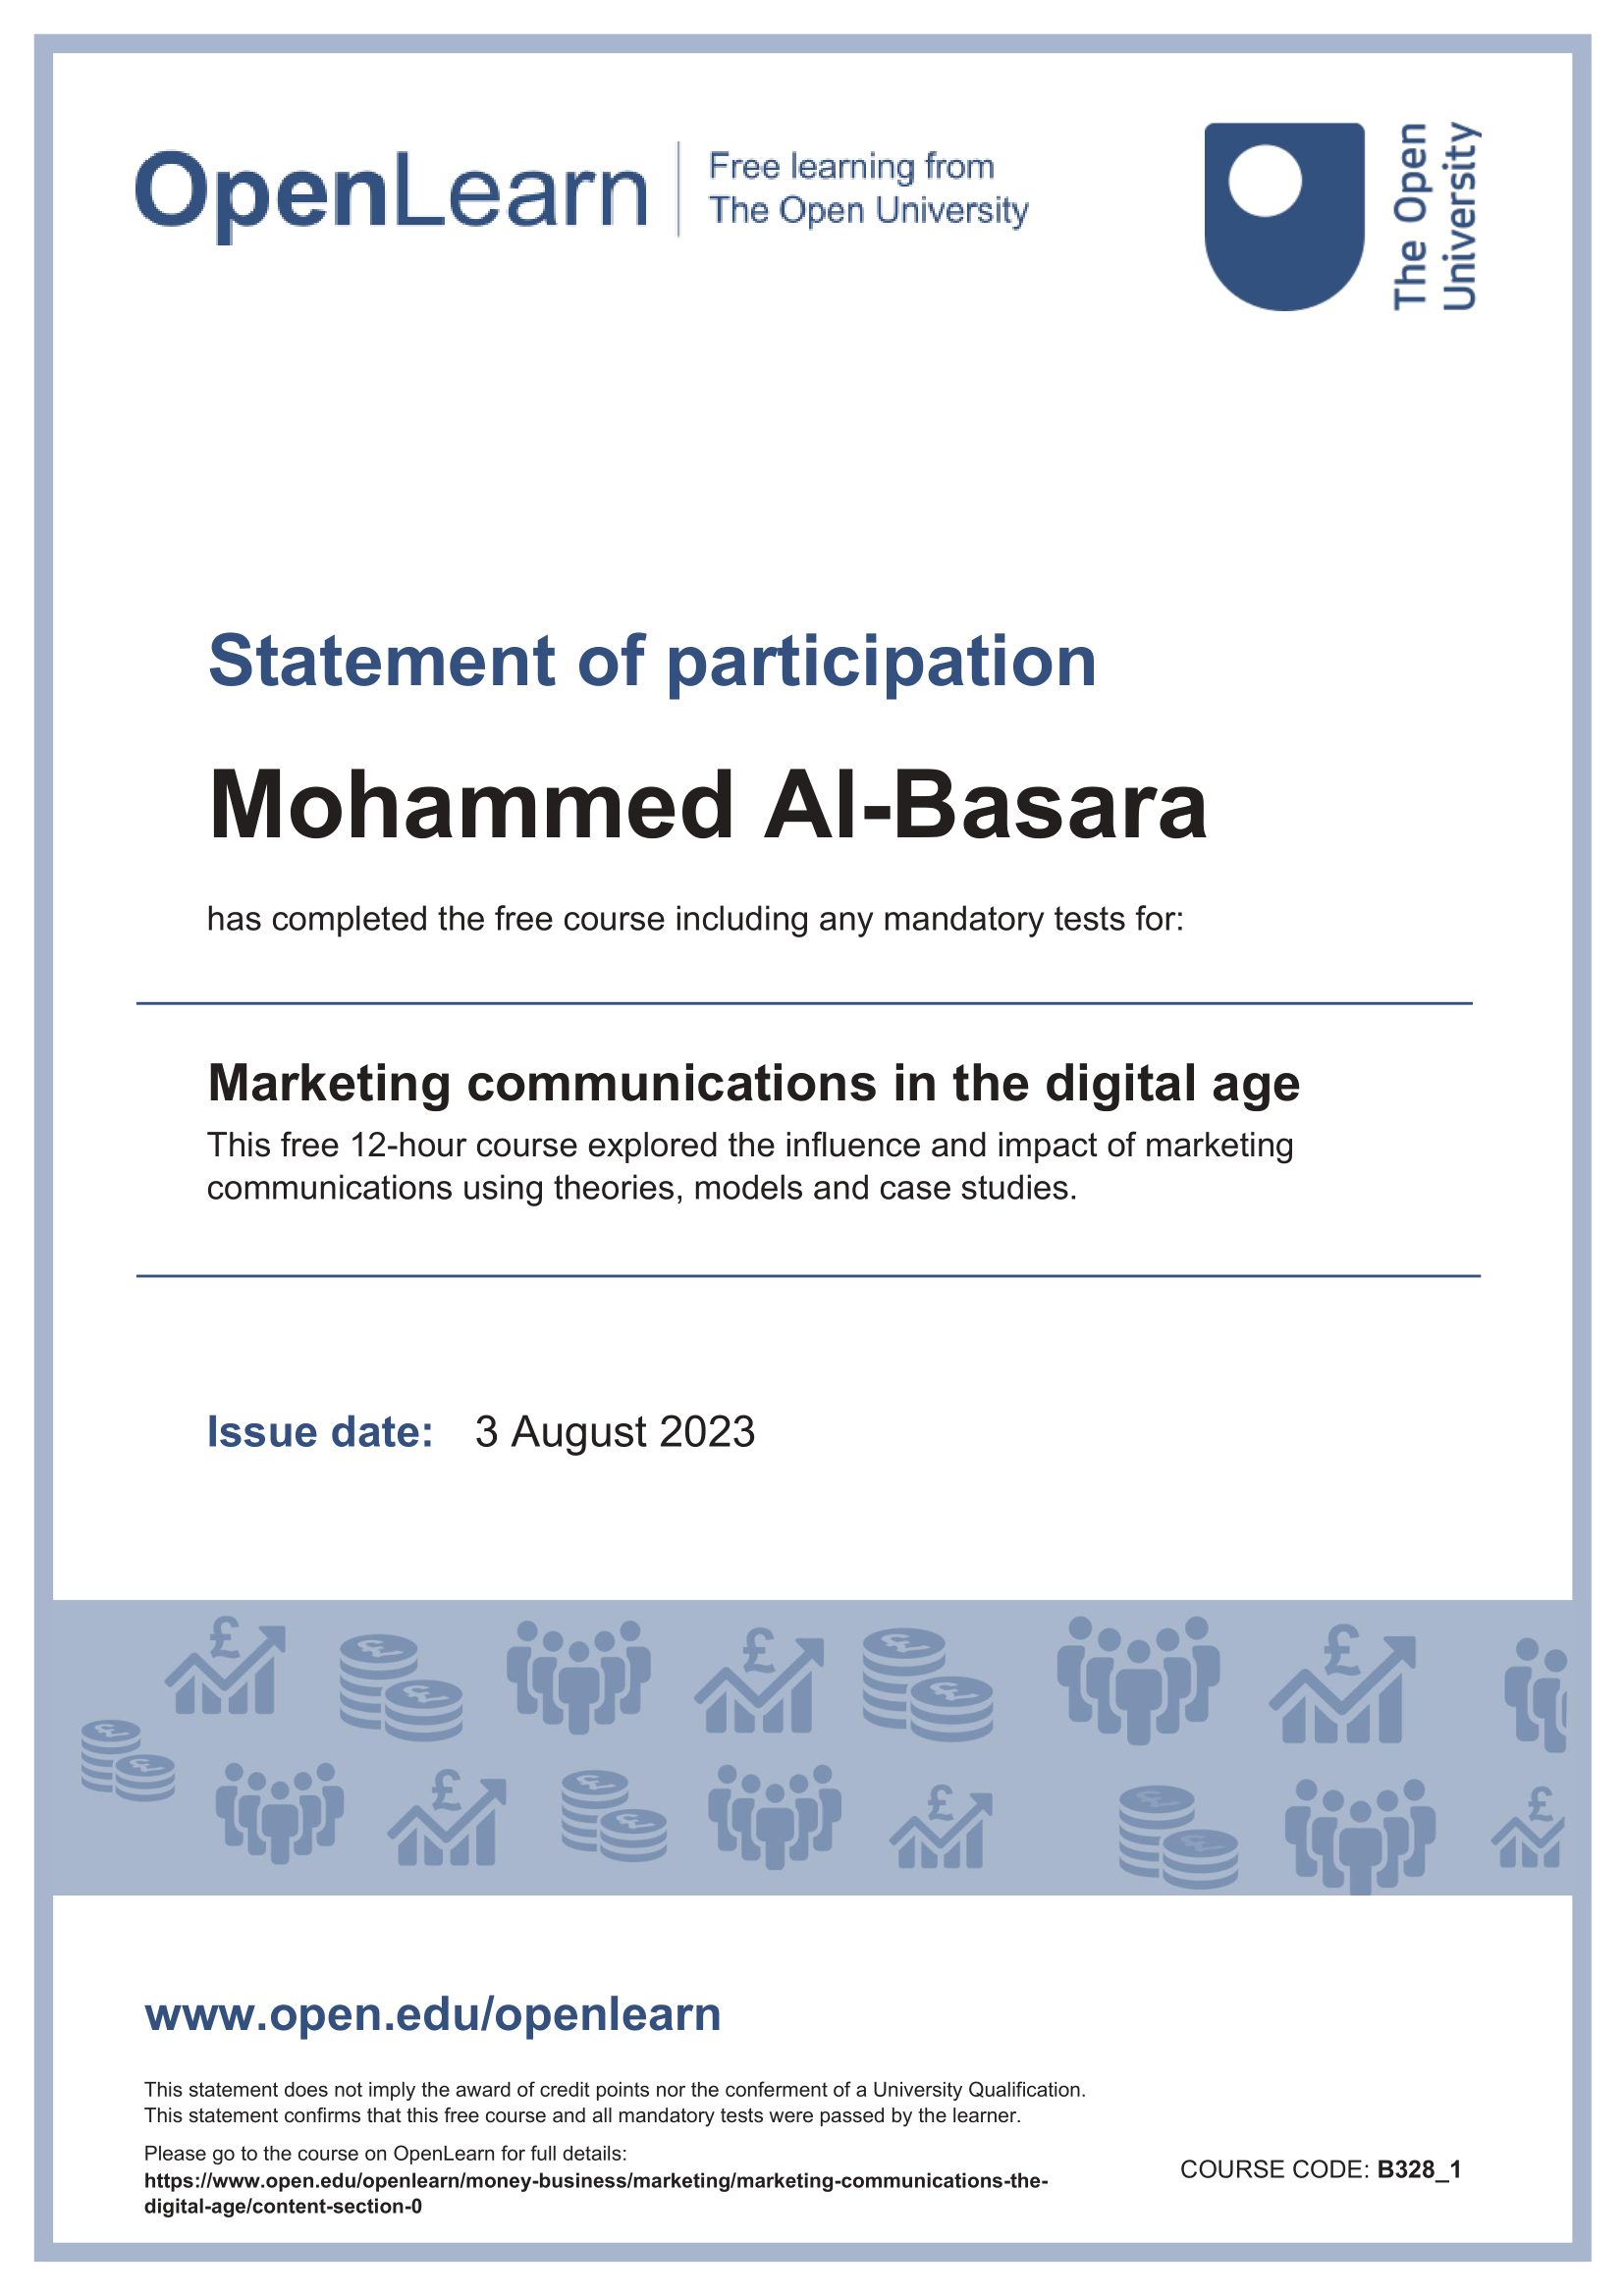 OpenLearn
Free learning from
The Open University
The Open
University
Statement of participation
Mohammed Al-Basara
has completed the free course including any mandatory tests for:
Marketing communications in the digital age
This free 12-hour course explored the influence and impact of marketing
communications using theories, models and case studies.
Issue date: 3 August 2023
www.open.edu/openlearn
This statement does not imply the award of credit points nor the conferment of a University Qualification.
This statement confirms that this free course and all mandatory tests were passed by the learner.
Please go to the course on OpenLearn for full details:
https://www.open.edu/openlearn/money-business/marketing/marketing-communications-the-
digital-age/content-section-0
COURSE CODE: B328_1